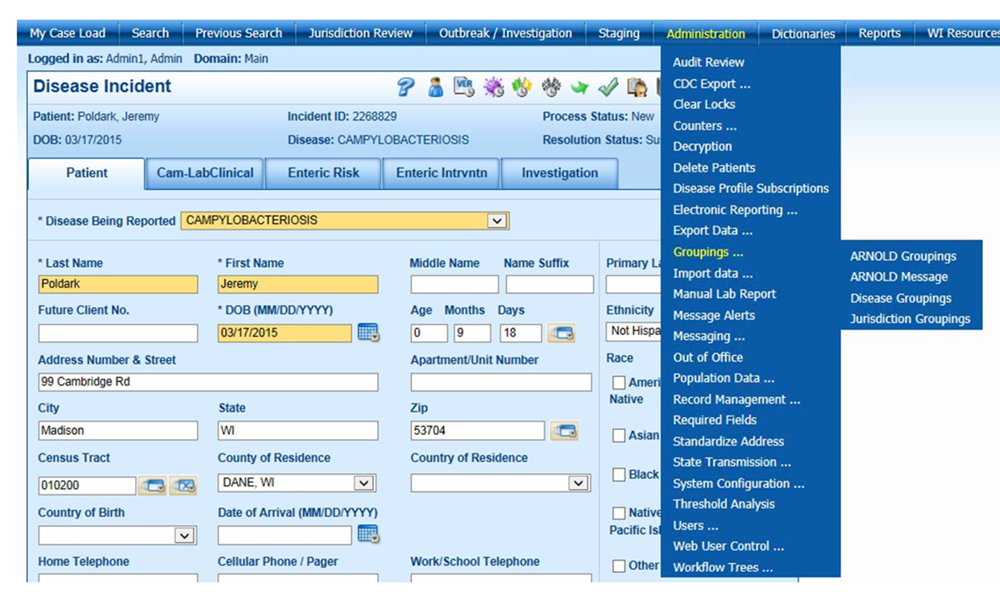 My Case Load Search Previous Search Jurisdiction Review Outbreak / Investigation Staging Administration Dictionaries Reports WI Resources
Logged in as: Admin1, Admin Domain: Main
Disease Incident
VER
Patient: Poldark, Jeremy Incident ID: 2268829 Process Status: New
DOB: 03/17/2015 Disease: CAMPYLOBACTERIOSIS Resolution Status:
Patient Cam-LabClinical Enteric Risk Enteric Intrvntn Investigation
* Disease Being Reported CAMPYLOBACTERIOSIS
* Last Name * First Name Middle Name Name Suffix Primary
Poldark Jeremy
Future Client No. * DOB (MM/DD/YYYY) Age Months Days Ethnicity
03/17/2015 0 9 18 Not
Address Number & Street Apartment/Unit Number Race
99 Cambridge Rd
Native
City State Zip
Madison WI 53704
Asian
Census Tract County of Residence Country of Residence
010200 DANE, WI
Black
Country of Birth Date of Arrival (MM/DD/YYYY)
Native
Pacific
Home Telephone Cellular Phone / Pager Work/School Telephone
Other
Audit Review
CDC Export ...
Clear Locks
Counters ...
Decryption
Delete Patients
Disease Profile Subscriptions
Electronic Reporting ...
Export Data ...
Groupings ...
Import data ...
Manual Lab Report
Message Alerts
Messaging ...
Out of Office
Population Data ...
Record Management ...
Required Fields
Standardize Address
State Transmission ...
System Configuration ...
Threshold Analysis
Users ...
Web User Control ...
Workflow Trees ...
ARNOLD Groupings
ARNOLD Message
Disease Groupings
Jurisdiction Groupings